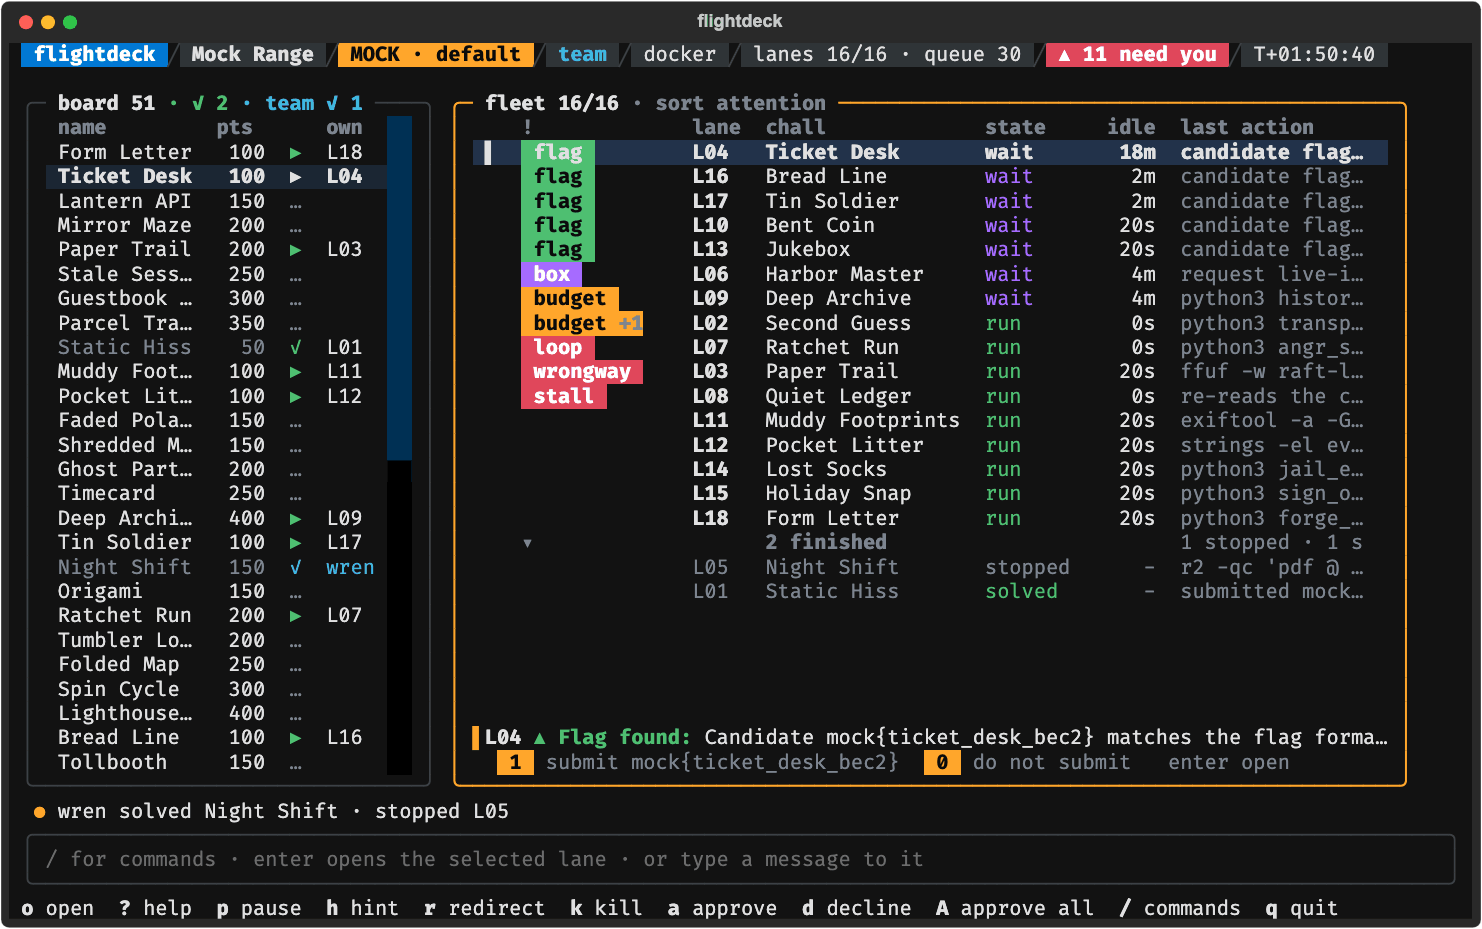 flightdeck
flightdeck Mock Range MOCK · default team docker lanes 16/16 · queue 30 ▲ 11 need you T+01:50:40
board 51 · √ 2 · team √ 1
name pts own
Form Letter 100 ▶ L18
Ticket Desk 100 ▶ L04
Lantern API 150 …
Mirror Maze 200 …
Paper Trail 200 ▶ L03
Stale Sess… 250 …
Guestbook … 300 …
Parcel Tra… 350 …
Static Hiss 50 √ L01
Muddy Foot… 100 ▶ L11
Pocket Lit… 100 ▶ L12
Faded Pola… 150 …
Shredded M… 150 …
Ghost Part… 200 …
Timecard 250 …
Deep Archi… 400 ▶ L09
Tin Soldier 100 ▶ L17
Night Shift 150 √ wren
Origami 150 …
Ratchet Run 200 ▶ L07
Tumbler Lo… 200 …
Folded Map 250 …
Spin Cycle 300 …
Lighthouse… 400 …
Bread Line 100 ▶ L16
Tollbooth 150 …
fleet 16/16 · sort attention
! lane chall state idle last action
flag L04 Ticket Desk wait 18m candidate flag…
flag L16 Bread Line wait 2m candidate flag…
flag L17 Tin Soldier wait 2m candidate flag…
flag L10 Bent Coin wait 20s candidate flag…
flag L13 Jukebox wait 20s candidate flag…
box L06 Harbor Master wait 4m request live-i…
budget L09 Deep Archive wait 4m python3 histor…
budget +1 L02 Second Guess run 0s python3 transp…
loop L07 Ratchet Run run 0s python3 angr_s…
wrongway L03 Paper Trail run 20s ffuf -w raft-l…
stall L08 Quiet Ledger run 0s re-reads the c…
L11 Muddy Footprints run 20s exiftool -a -G…
L12 Pocket Litter run 20s strings -el ev…
L14 Lost Socks run 20s python3 jail_e…
L15 Holiday Snap run 20s python3 sign_o…
L18 Form Letter run 20s python3 forge_…
▼ 2 finished 1 stopped · 1 s
L05 Night Shift stopped - r2 -qc 'pdf @ …
L01 Static Hiss solved - submitted mock…
L04 ▲ Flag found: Candidate mock{ticket_desk_bec2} matches the flag forma…
1 submit mock{ticket_desk_bec2} 0 do not submit enter open
● wren solved Night Shift · stopped L05
/ for commands · enter opens the selected lane · or type a message to it
o open ? help p pause h hint r redirect k kill a approve d decline A approve all / commands q quit